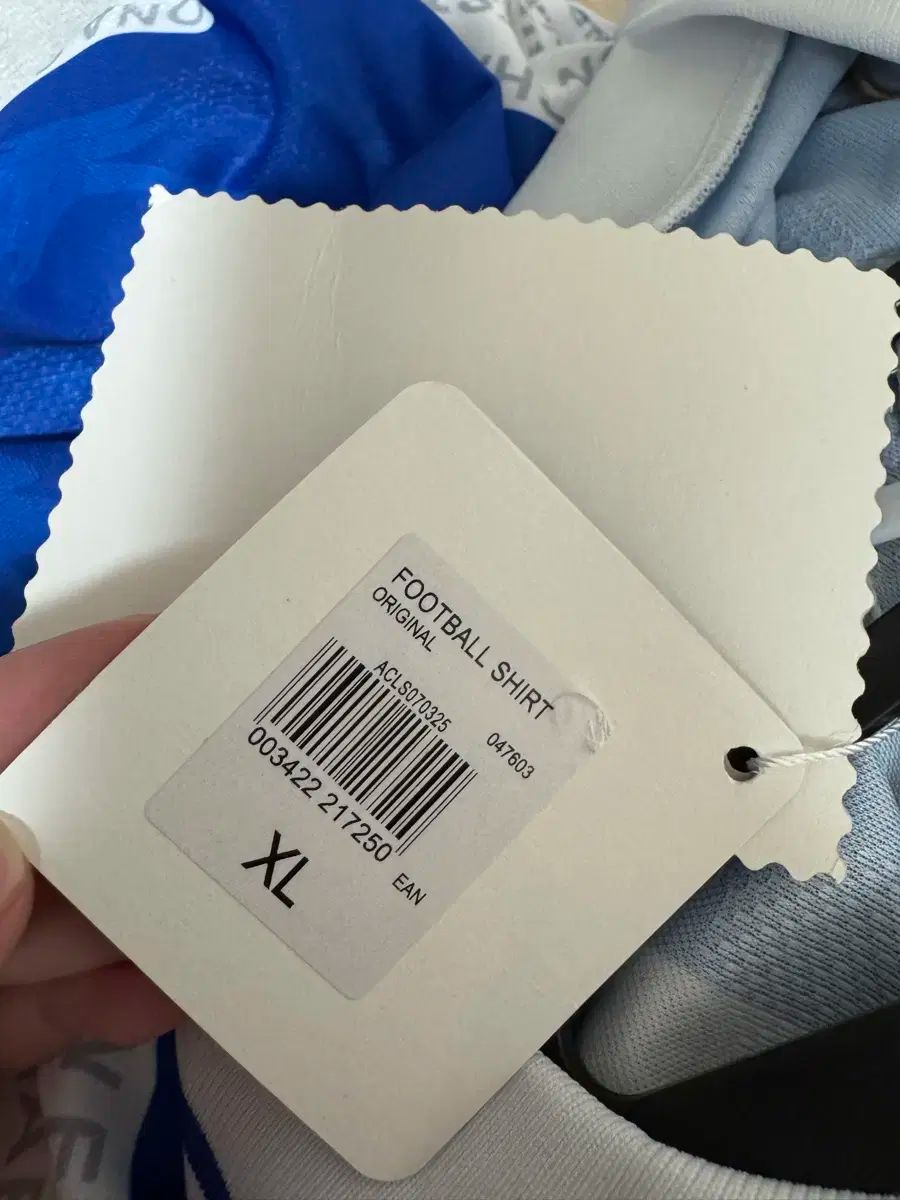 FOOTBALL SHIRT
ORIGINAL
ACLS070325
047603
003422 217250
EAN
XL